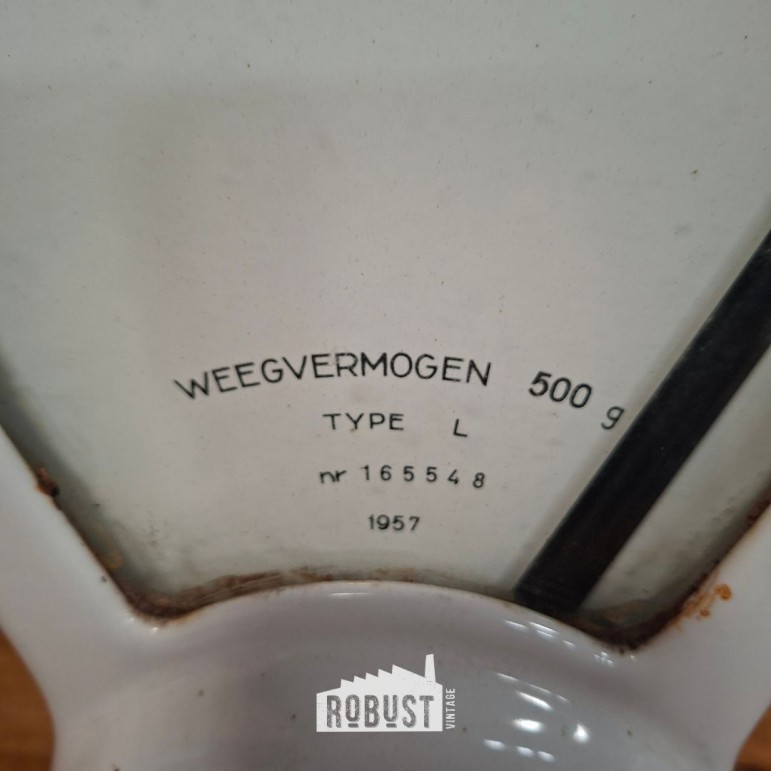 WEEGVERMOGEN 500 g
TYPE L
nr 165548
1957
ROBUST
VINTAGE